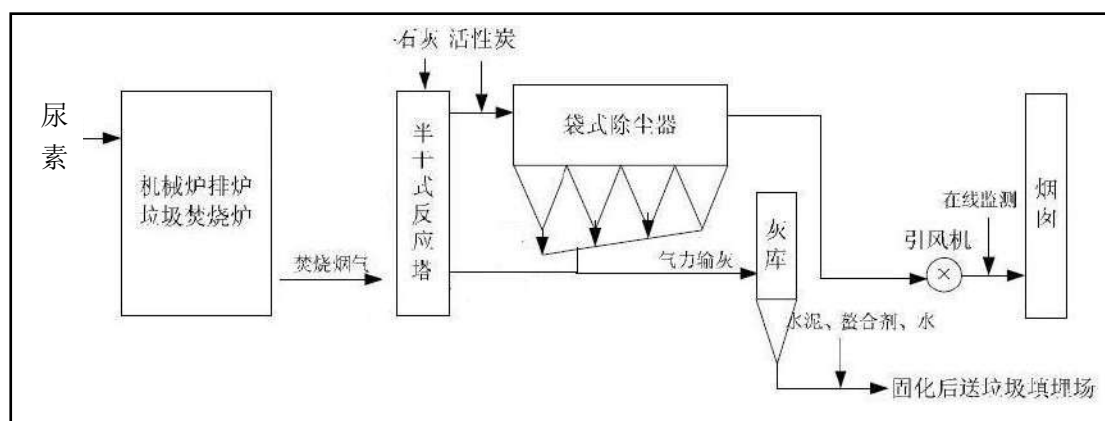 石灰 活性炭
尿
素
机械炉排炉
垃圾焚烧炉
焚烧烟气
半干式反应塔
袋式除尘器
气力输灰
灰库
水泥、螯合剂、水
固化后送垃圾填埋场
引风机
在线监测
烟囱